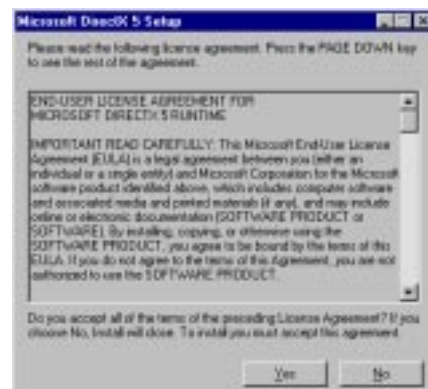 Microsoft DirectX 5 Setup
Please read the following license agreement. Press the PAGE DOWN key
to see the rest of the agreement.
END-USER LICENSE AGREEMENT FOR
MICROSOFT DIRECTX 5 RUNTIME
IMPORTANT READ CAREFULLY: This Microsoft End-User License
Agreement (EULA) is a legal agreement between you (either an
individual or a single entity) and Microsoft Corporation for the Microsoft
software product identified above, which includes computer software
and associated media and printed materials (if any), and may include
online or electronic documentation (SOFTWARE PRODUCT or
SOFTWARE). By installing, copying, or otherwise using the
SOFTWARE PRODUCT, you agree to be bound by the terms of this
EULA. If you do not agree to the terms of this Agreement, you are not
authorized to use the SOFTWARE PRODUCT.
Do you accept all of the terms of the preceding License Agreement? If you
choose No, Install will close. To install you must accept this agreement.
Yes No